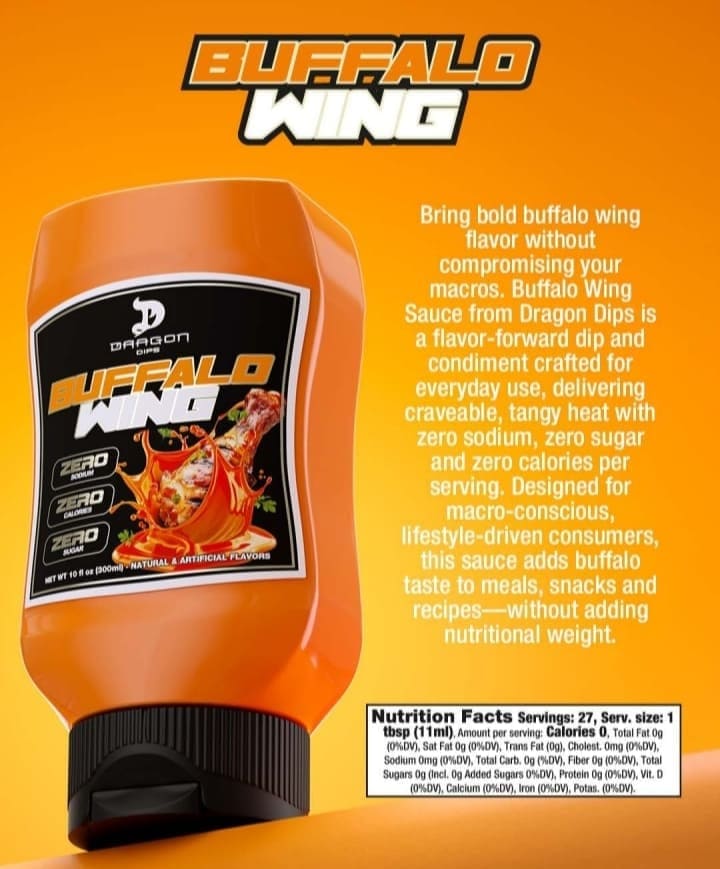 BUFFALO
WING
Bring bold buffalo wing
flavor without
compromising your
macros. Buffalo Wing
Sauce from Dragon Dips is
a flavor-forward dip and
condiment crafted for
everyday use, delivering
craveable, tangy heat with
zero sodium, zero sugar
and zero calories per
serving. Designed for
macro-conscious,
lifestyle-driven consumers,
this sauce adds buffalo
taste to meals, snacks and
recipes—without adding
nutritional weight.
D
DRAGON
DIPS
BUFFALO
WING
ZERO
SODIUM
ZERO
CALORIES
ZERO
SUGAR
NET WT 10 fl oz (300ml) - NATURAL & ARTIFICIAL FLAVORS
Nutrition Facts Servings: 27, Serv. size: 1
tbsp (11ml), Amount per serving: Calories 0, Total Fat 0g
(0%DV), Sat Fat 0g (0%DV), Trans Fat (0g), Cholest. 0mg (0%DV),
Sodium 0mg (0%DV), Total Carb. 0g (%DV), Fiber 0g (0%DV), Total
Sugars 0g (Incl. 0g Added Sugars 0%DV), Protein 0g (0%DV), Vit. D
(0%DV), Calcium (0%DV), Iron (0%DV), Potas. (0%DV).